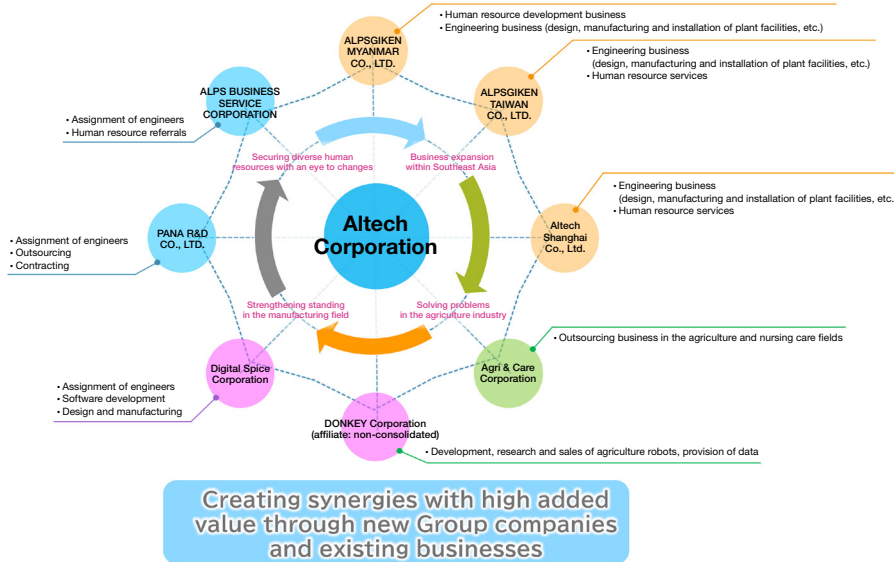 • Human resource development business
• Engineering business (design, manufacturing and installation of plant facilities, etc.)
ALPSGIKEN
MYANMAR
CO., LTD.
• Engineering business
(design, manufacturing and installation of plant facilities, etc.)
• Human resource services
ALPSGIKEN
TAIWAN
CO., LTD.
ALPS BUSINESS
SERVICE
CORPORATION
• Assignment of engineers
• Human resource referrals
Securing diverse human
resources with an eye to changes
Business expansion
within Southeast Asia
• Engineering business
(design, manufacturing and installation of plant facilities, etc.
• Human resource services
Altech
Shanghai
Co., Ltd.
Altech
Corporation
PANA R&D
CO., LTD.
• Assignment of engineers
• Outsourcing
• Contracting
Strengthening standing
in the manufacturing field
Solving problems
in the agriculture industry
• Outsourcing business in the agriculture and nursing care fields
Agri & Care
Corporation
Digital Spice
Corporation
• Assignment of engineers
• Software development
• Design and manufacturing
DONKEY Corporation
(affiliate: non-consolidated)
• Development, research and sales of agriculture robots, provision of data
Creating synergies with high added
value through new Group companies
and existing businesses